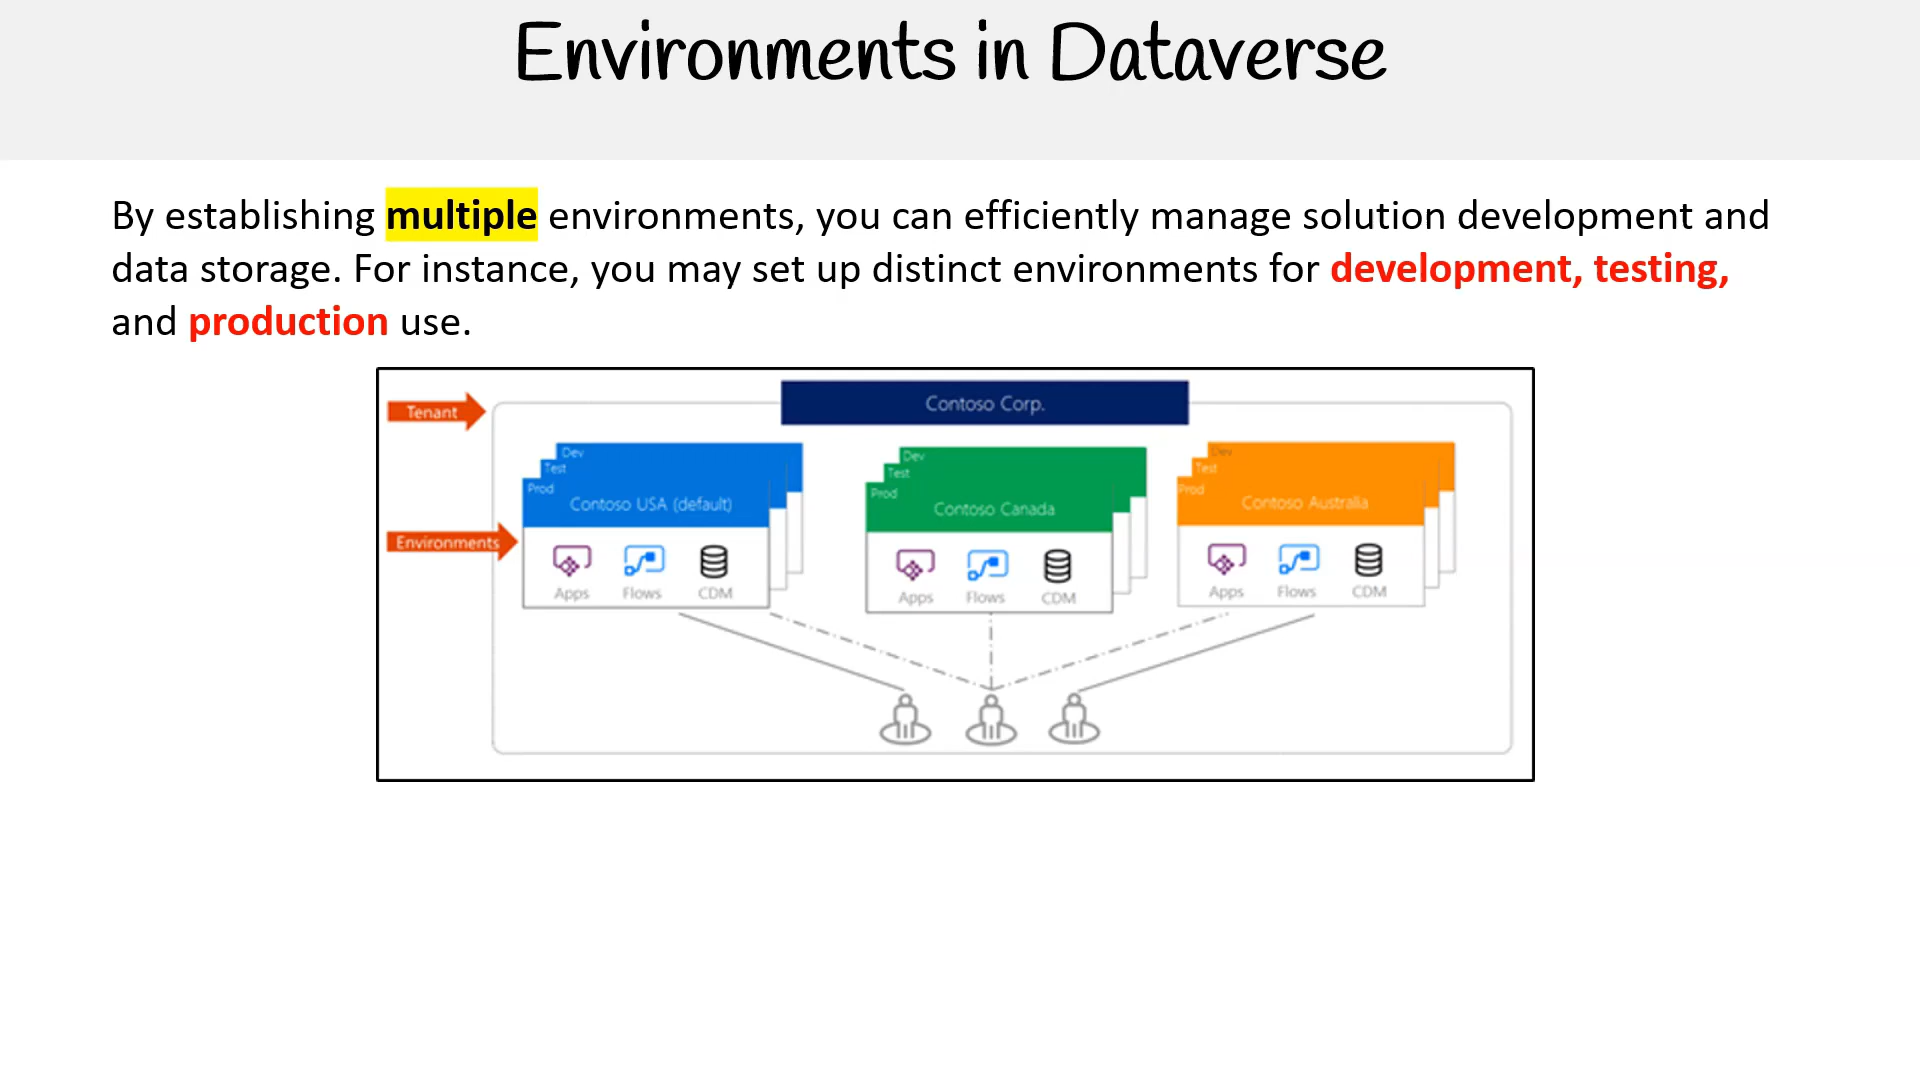 Environments in Dataverse
By establishing multiple environments, you can efficiently manage solution development and
data storage. For instance, you may set up distinct environments for development, testing,
and production use.
Tenant
Contoso Corp.
Dev
Test
Prod
Contoso USA (default)
Dev
Test
Prod
Contoso Canada
Dev
Test
Prod
Contoso Australia
Environments
Apps Flows CDM
Apps Flows CDM
Apps Flows CDM